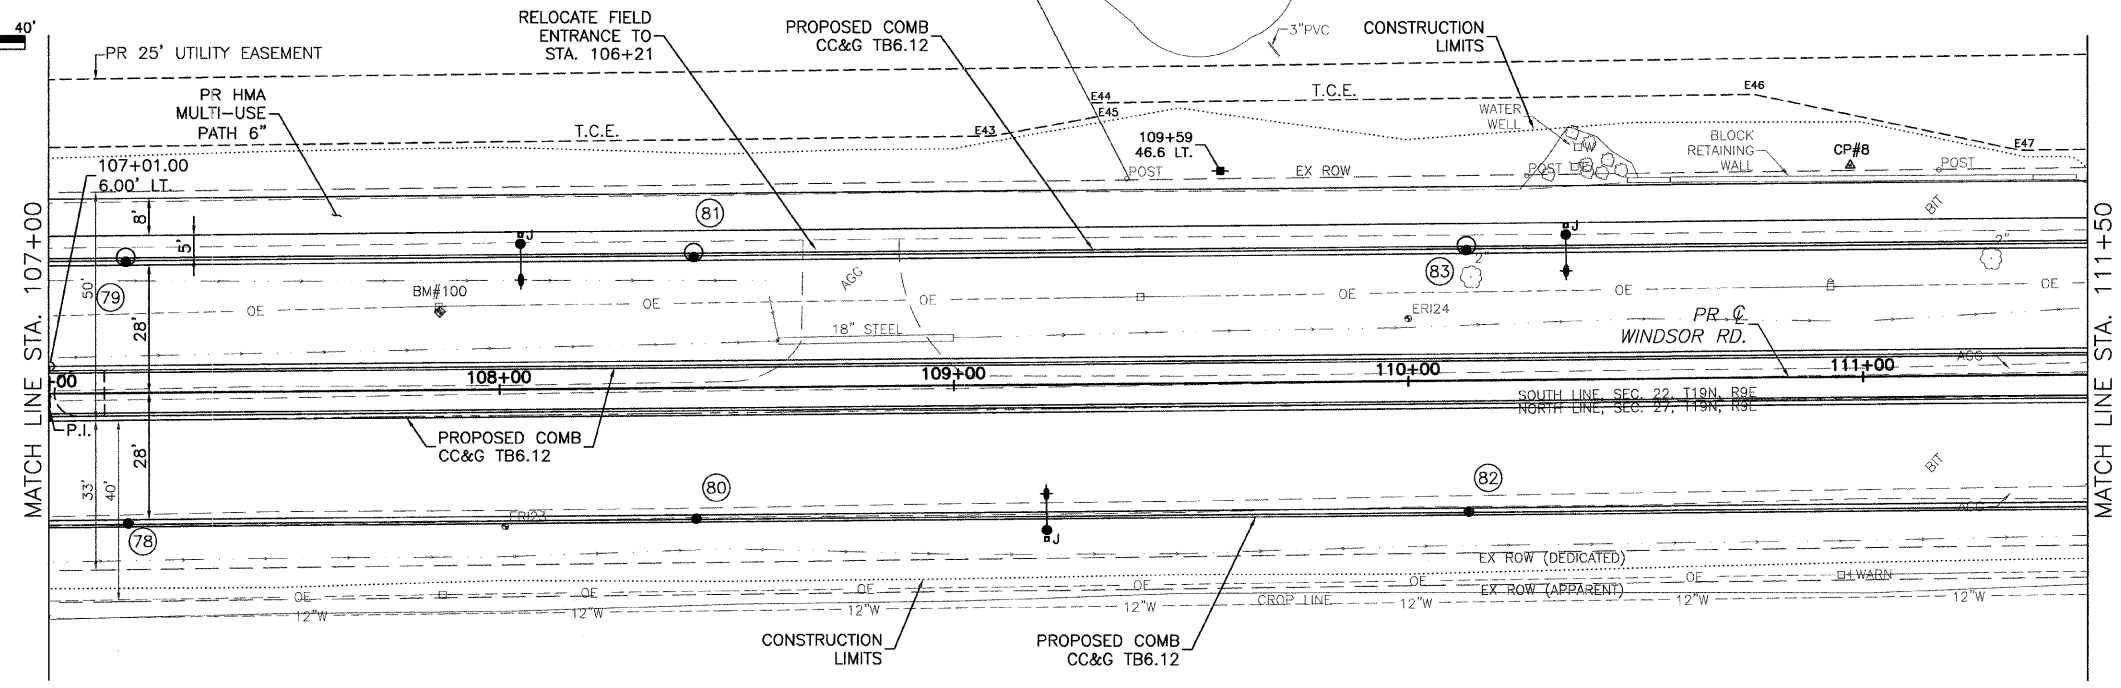 40'
PR 25' UTILITY EASEMENT
RELOCATE FIELD
ENTRANCE TO
STA. 106+21
PROPOSED COMB
CC&G TB6.12
3"PVC
CONSTRUCTION
LIMITS
PR HMA
MULTI-USE
PATH 6"
T.C.E.
E43
E44
E45
T.C.E.
E46
E47
WATER
WELL
BLOCK
RETAINING
WALL
CP#8
POST
109+59
46.6 LT.
POST
EX ROW
POST
W
107+01.00
6.00' LT.
8'
5'
81
J
J
BIT
MATCH LINE STA. 107+00
MATCH LINE STA. 111+50
79
50'
28'
BM#100
OE
OE
AGG
OE
OE
83
2"
OE
2"
OE
18" STEEL
ERI24
PR ℄
WINDSOR RD.
AGG
00
108+00
109+00
110+00
111+00
SOUTH LINE, SEC. 22, T19N, R9E
NORTH LINE, SEC. 27, T19N, R9E
P.I.
PROPOSED COMB
CC&G TB6.12
28'
33'
40'
80
82
BIT
AGG
78
ERI23
J
EX ROW (DEDICATED)
OE
OE
OE
OE
OE
OE
WARN
EX ROW (APPARENT)
CROP LINE
12"W
12"W
12"W
12"W
12"W
12"W
12"W
CONSTRUCTION
LIMITS
PROPOSED COMB
CC&G TB6.12